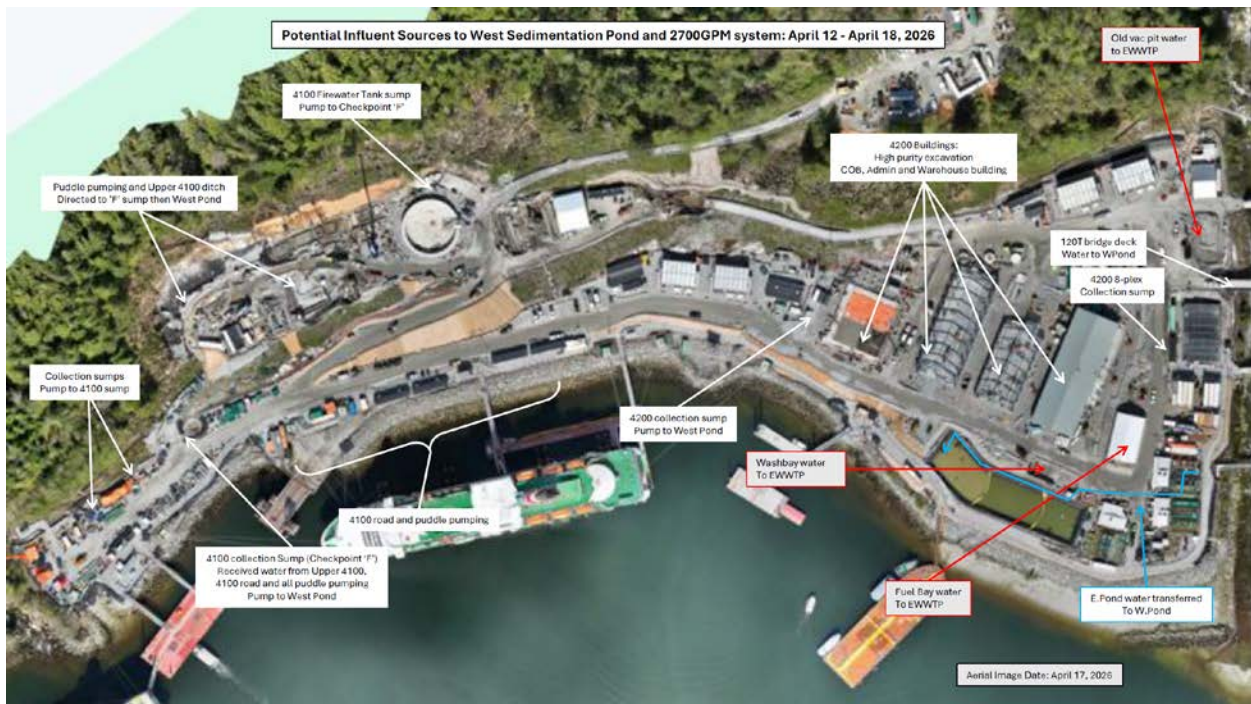 Potential Influent Sources to West Sedimentation Pond and 2700GPM system: April 12 - April 18, 2026
Old vac pit water
to EWWTP
4100 Firewater Tank sump
Pump to Checkpoint 'F'
4200 Buildings:
High purity excavation
COB, Admin and Warehouse building
Puddle pumping and Upper 4100 ditch
Directed to 'F' sump then West Pond
120T bridge deck
Water to WPond
4200 8-plex
Collection sump
Collection sumps
Pump to 4100 sump
4200 collection sump
Pump to West Pond
Washbay water
To EWWTP
4100 road and puddle pumping
4100 collection Sump (Checkpoint 'F')
Received water from Upper 4100,
4100 road and all puddle pumping
Pump to West Pond
Fuel Bay water
To EWWTP
E.Pond water transferred
To W.Pond
Aerial Image Date: April 17, 2026